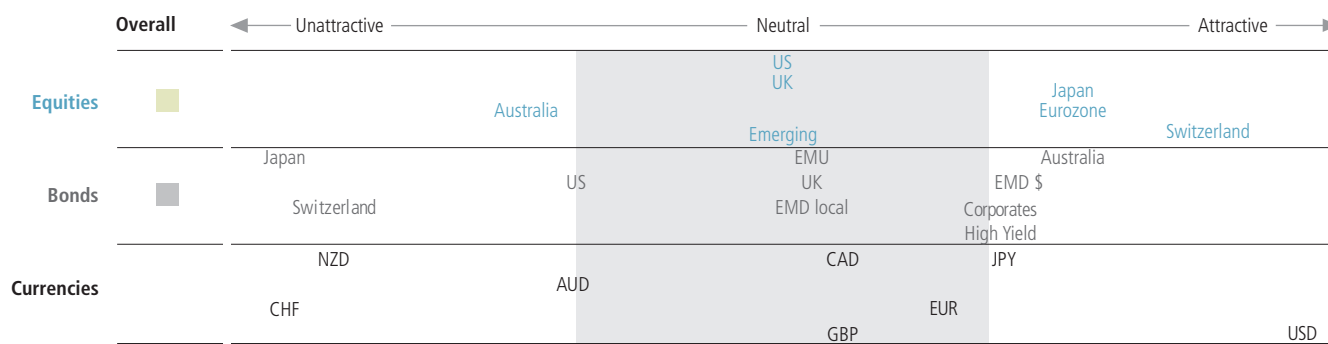 Overall Unattractive Neutral Attractive
US
UK
Equities Japan
Australia Eurozone
Emerging Switzerland
Japan EMU Australia
Bonds US UK EMD $
Switzerland EMD local Corporates
High Yield
NZD CAD JPY
Currencies AUD
CHF EUR
GBP USD